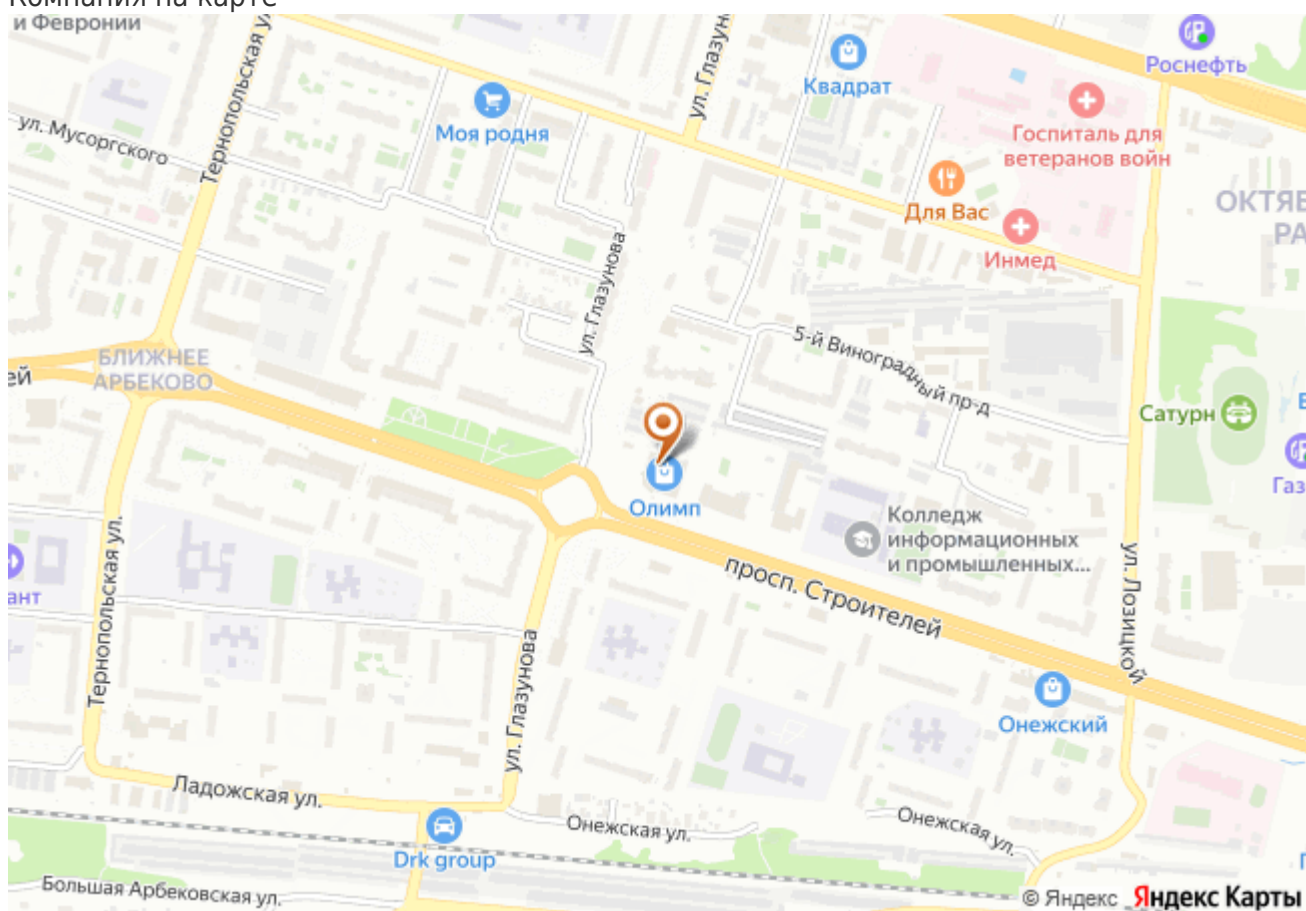 Компания на карте
и Февронии
Тернопольская ул.
ул. Глазун
Квадрат
Роснефть
Моя родня
ул. Мусоргского
Госпиталь для
ветеранов войн
Для Вас
Инмед
ОКТЯБ
РА
ул. Глазунова
5-й Виноградный пр-д
БЛИЖНЕЕ
АРБЕКОВО
ей
Сатурн
Газ
Олимп
Колледж
информационных
и промышленных...
просп. Строителей
ул. Лозицкой
ант
Тернопольская ул.
ул. Глазунова
Онежский
Ладожская ул.
Онежская ул.
Онежская ул.
Drk group
Большая Арбековская ул.
© Яндекс Яндекс Карты